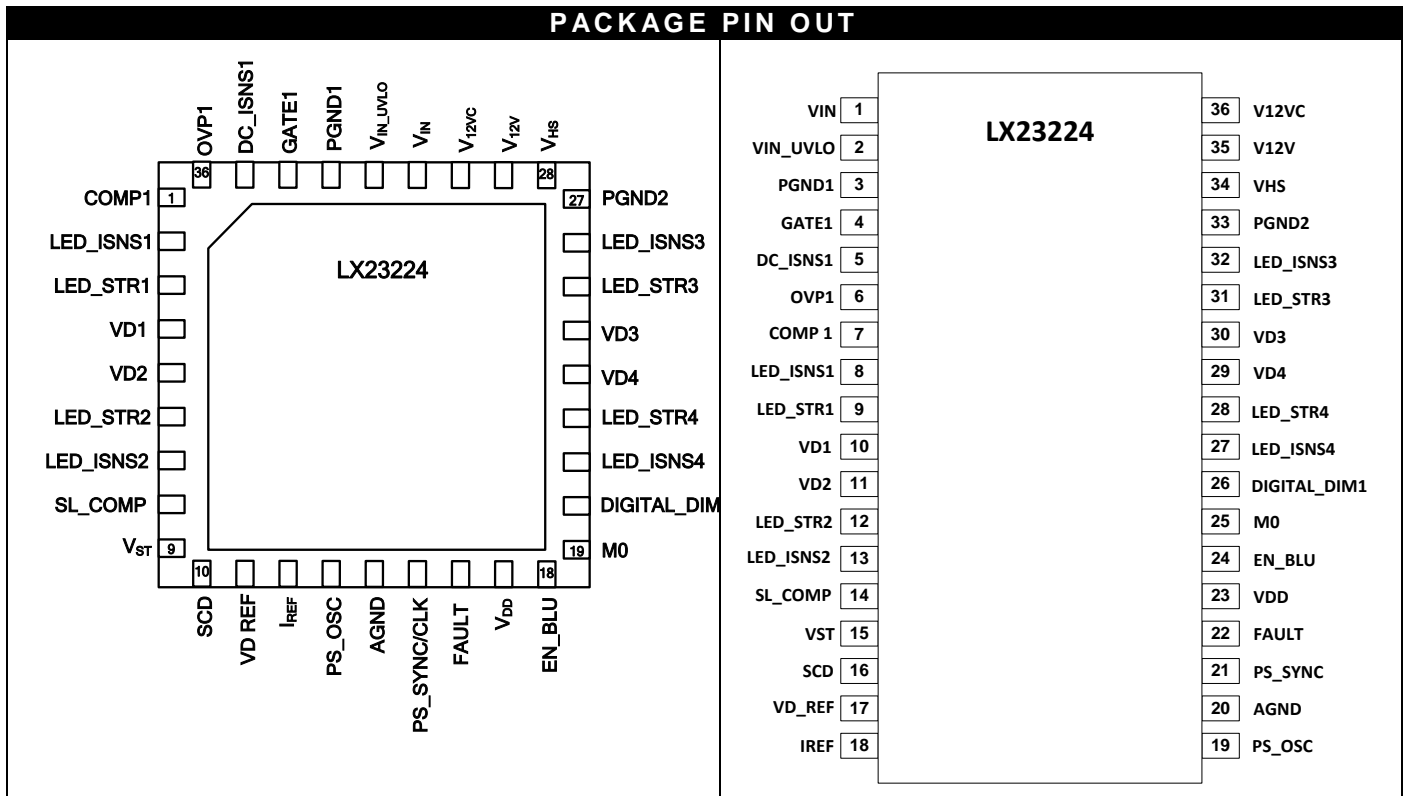 PACKAGE PIN OUT
OVP1
DC_ISNS1
GATE1
PGND1
VIN_UVLO
VIN
V12VC
V12V
VHS
36
28
COMP1 1
LED_ISNS1
LED_STR1
VD1
VD2
LED_STR2
LED_ISNS2
SL_COMP
VST 9
LX23224
27 PGND2
LED_ISNS3
LED_STR3
VD3
VD4
LED_STR4
LED_ISNS4
DIGITAL_DIM
19 M0
10
18
SCD
VD REF
IREF
PS_OSC
AGND
PS_SYNC/CLK
FAULT
VDD
EN_BLU
LX23224
VIN 1
VIN_UVLO 2
PGND1 3
GATE1 4
DC_ISNS1 5
OVP1 6
COMP 1 7
LED_ISNS1 8
LED_STR1 9
VD1 10
VD2 11
LED_STR2 12
LED_ISNS2 13
SL_COMP 14
VST 15
SCD 16
VD_REF 17
IREF 18
36 V12VC
35 V12V
34 VHS
33 PGND2
32 LED_ISNS3
31 LED_STR3
30 VD3
29 VD4
28 LED_STR4
27 LED_ISNS4
26 DIGITAL_DIM1
25 M0
24 EN_BLU
23 VDD
22 FAULT
21 PS_SYNC
20 AGND
19 PS_OSC